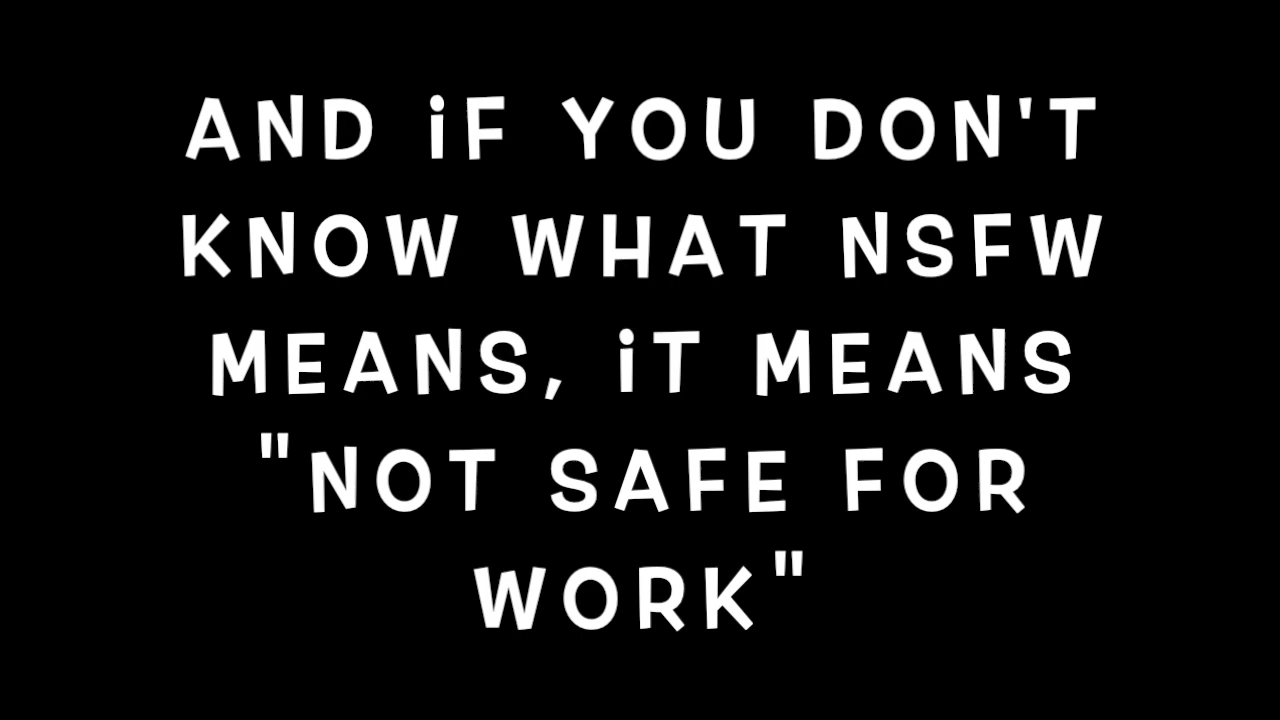 AND iF YOU DON'T
KNOW WHAT NSFW
MEANS, iT MEANS
"NOT SAFE FOR
WORK"